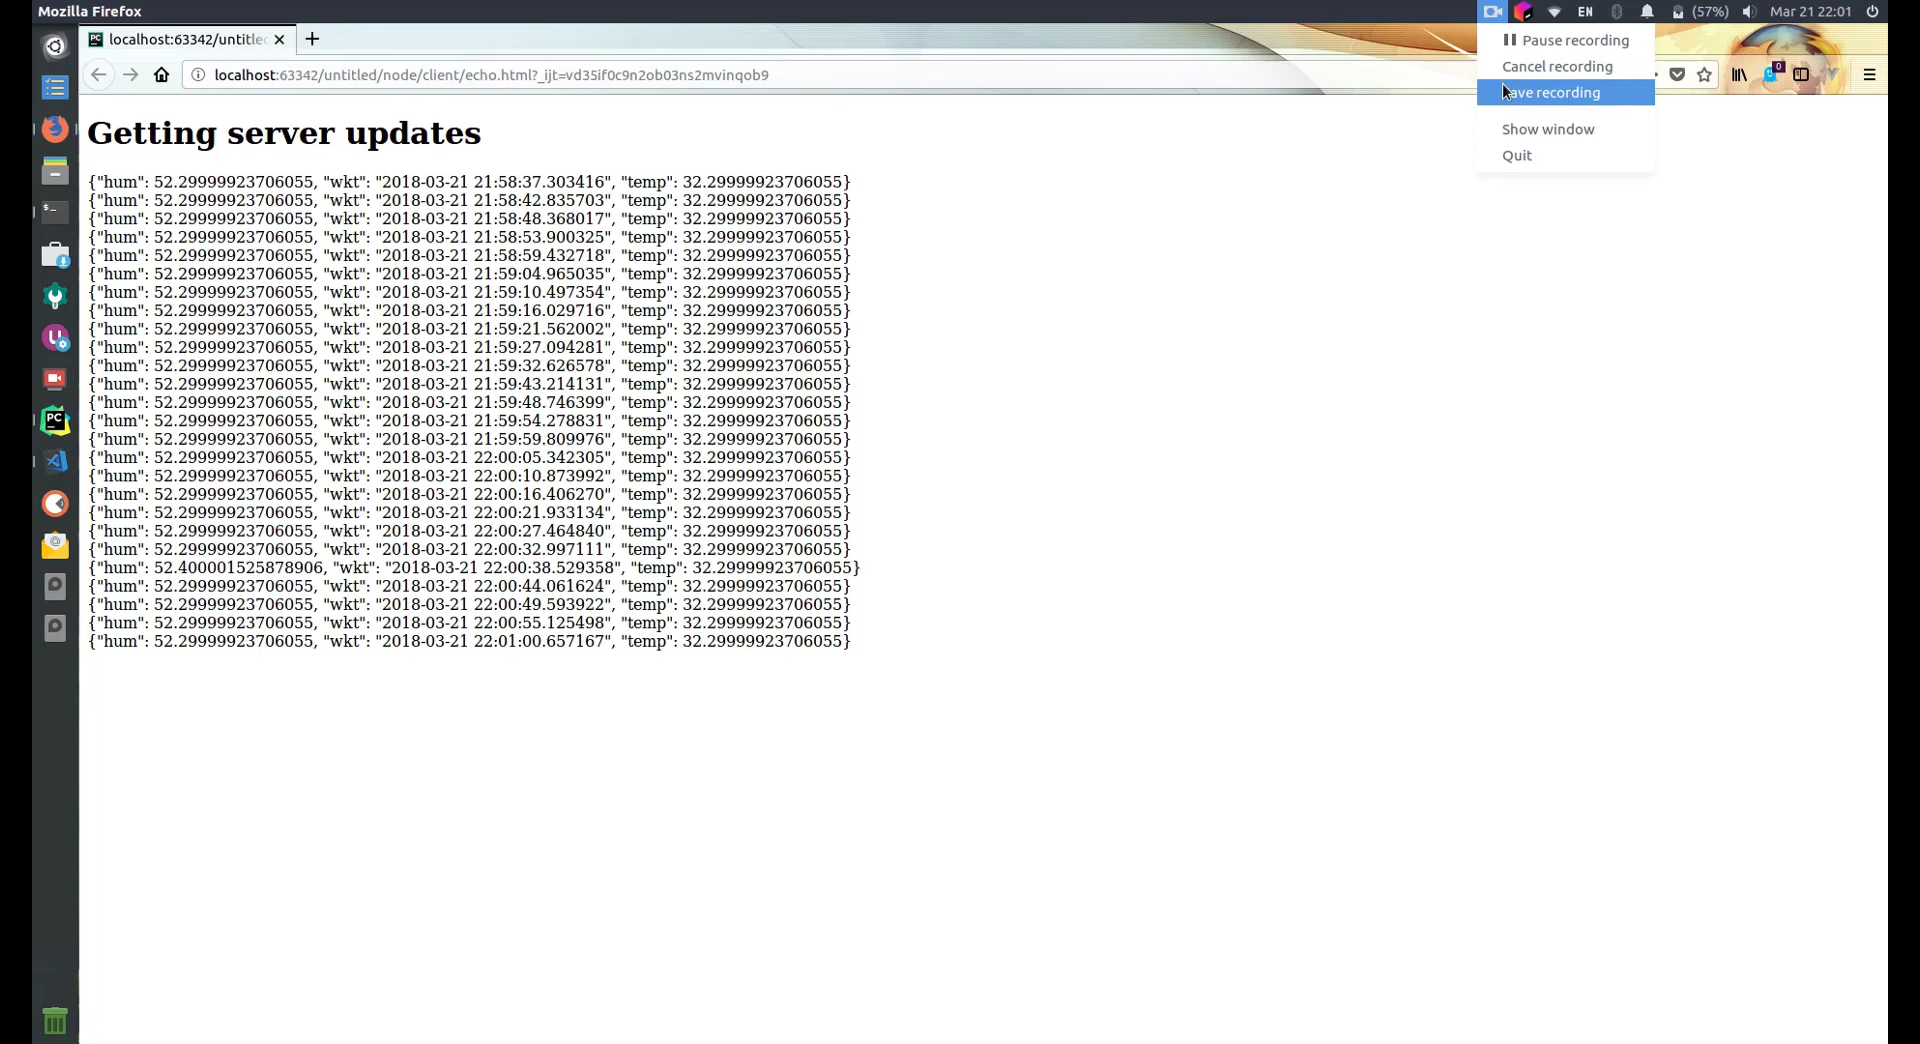 Mozilla Firefox
EN
(57%)
Mar 21 22:01
localhost:63342/untitle
Pause recording
Cancel recording
ave recording
Show window
Quit
localhost:63342/untitled/node/client/echo.html?_ijt=vd35if0c9n2ob03ns2mvinqob9
0
Getting server updates
{"hum": 52.29999923706055, "wkt": "2018-03-21 21:58:37.303416", "temp": 32.29999923706055}
{"hum": 52.29999923706055, "wkt": "2018-03-21 21:58:42.835703", "temp": 32.29999923706055}
{"hum": 52.29999923706055, "wkt": "2018-03-21 21:58:48.368017", "temp": 32.29999923706055}
{"hum": 52.29999923706055, "wkt": "2018-03-21 21:58:53.900325", "temp": 32.29999923706055}
{"hum": 52.29999923706055, "wkt": "2018-03-21 21:58:59.432718", "temp": 32.29999923706055}
{"hum": 52.29999923706055, "wkt": "2018-03-21 21:59:04.965035", "temp": 32.29999923706055}
{"hum": 52.29999923706055, "wkt": "2018-03-21 21:59:10.497354", "temp": 32.29999923706055}
{"hum": 52.29999923706055, "wkt": "2018-03-21 21:59:16.029716", "temp": 32.29999923706055}
{"hum": 52.29999923706055, "wkt": "2018-03-21 21:59:21.562002", "temp": 32.29999923706055}
{"hum": 52.29999923706055, "wkt": "2018-03-21 21:59:27.094281", "temp": 32.29999923706055}
{"hum": 52.29999923706055, "wkt": "2018-03-21 21:59:32.626578", "temp": 32.29999923706055}
{"hum": 52.29999923706055, "wkt": "2018-03-21 21:59:43.214131", "temp": 32.29999923706055}
{"hum": 52.29999923706055, "wkt": "2018-03-21 21:59:48.746399", "temp": 32.29999923706055}
{"hum": 52.29999923706055, "wkt": "2018-03-21 21:59:54.278831", "temp": 32.29999923706055}
{"hum": 52.29999923706055, "wkt": "2018-03-21 21:59:59.809976", "temp": 32.29999923706055}
{"hum": 52.29999923706055, "wkt": "2018-03-21 22:00:05.342305", "temp": 32.29999923706055}
{"hum": 52.29999923706055, "wkt": "2018-03-21 22:00:10.873992", "temp": 32.29999923706055}
{"hum": 52.29999923706055, "wkt": "2018-03-21 22:00:16.406270", "temp": 32.29999923706055}
{"hum": 52.29999923706055, "wkt": "2018-03-21 22:00:21.933134", "temp": 32.29999923706055}
{"hum": 52.29999923706055, "wkt": "2018-03-21 22:00:27.464840", "temp": 32.29999923706055}
{"hum": 52.29999923706055, "wkt": "2018-03-21 22:00:32.997111", "temp": 32.29999923706055}
{"hum": 52.400001525878906, "wkt": "2018-03-21 22:00:38.529358", "temp": 32.29999923706055}
{"hum": 52.29999923706055, "wkt": "2018-03-21 22:00:44.061624", "temp": 32.29999923706055}
{"hum": 52.29999923706055, "wkt": "2018-03-21 22:00:49.593922", "temp": 32.29999923706055}
{"hum": 52.29999923706055, "wkt": "2018-03-21 22:00:55.125498", "temp": 32.29999923706055}
{"hum": 52.29999923706055, "wkt": "2018-03-21 22:01:00.657167", "temp": 32.29999923706055}